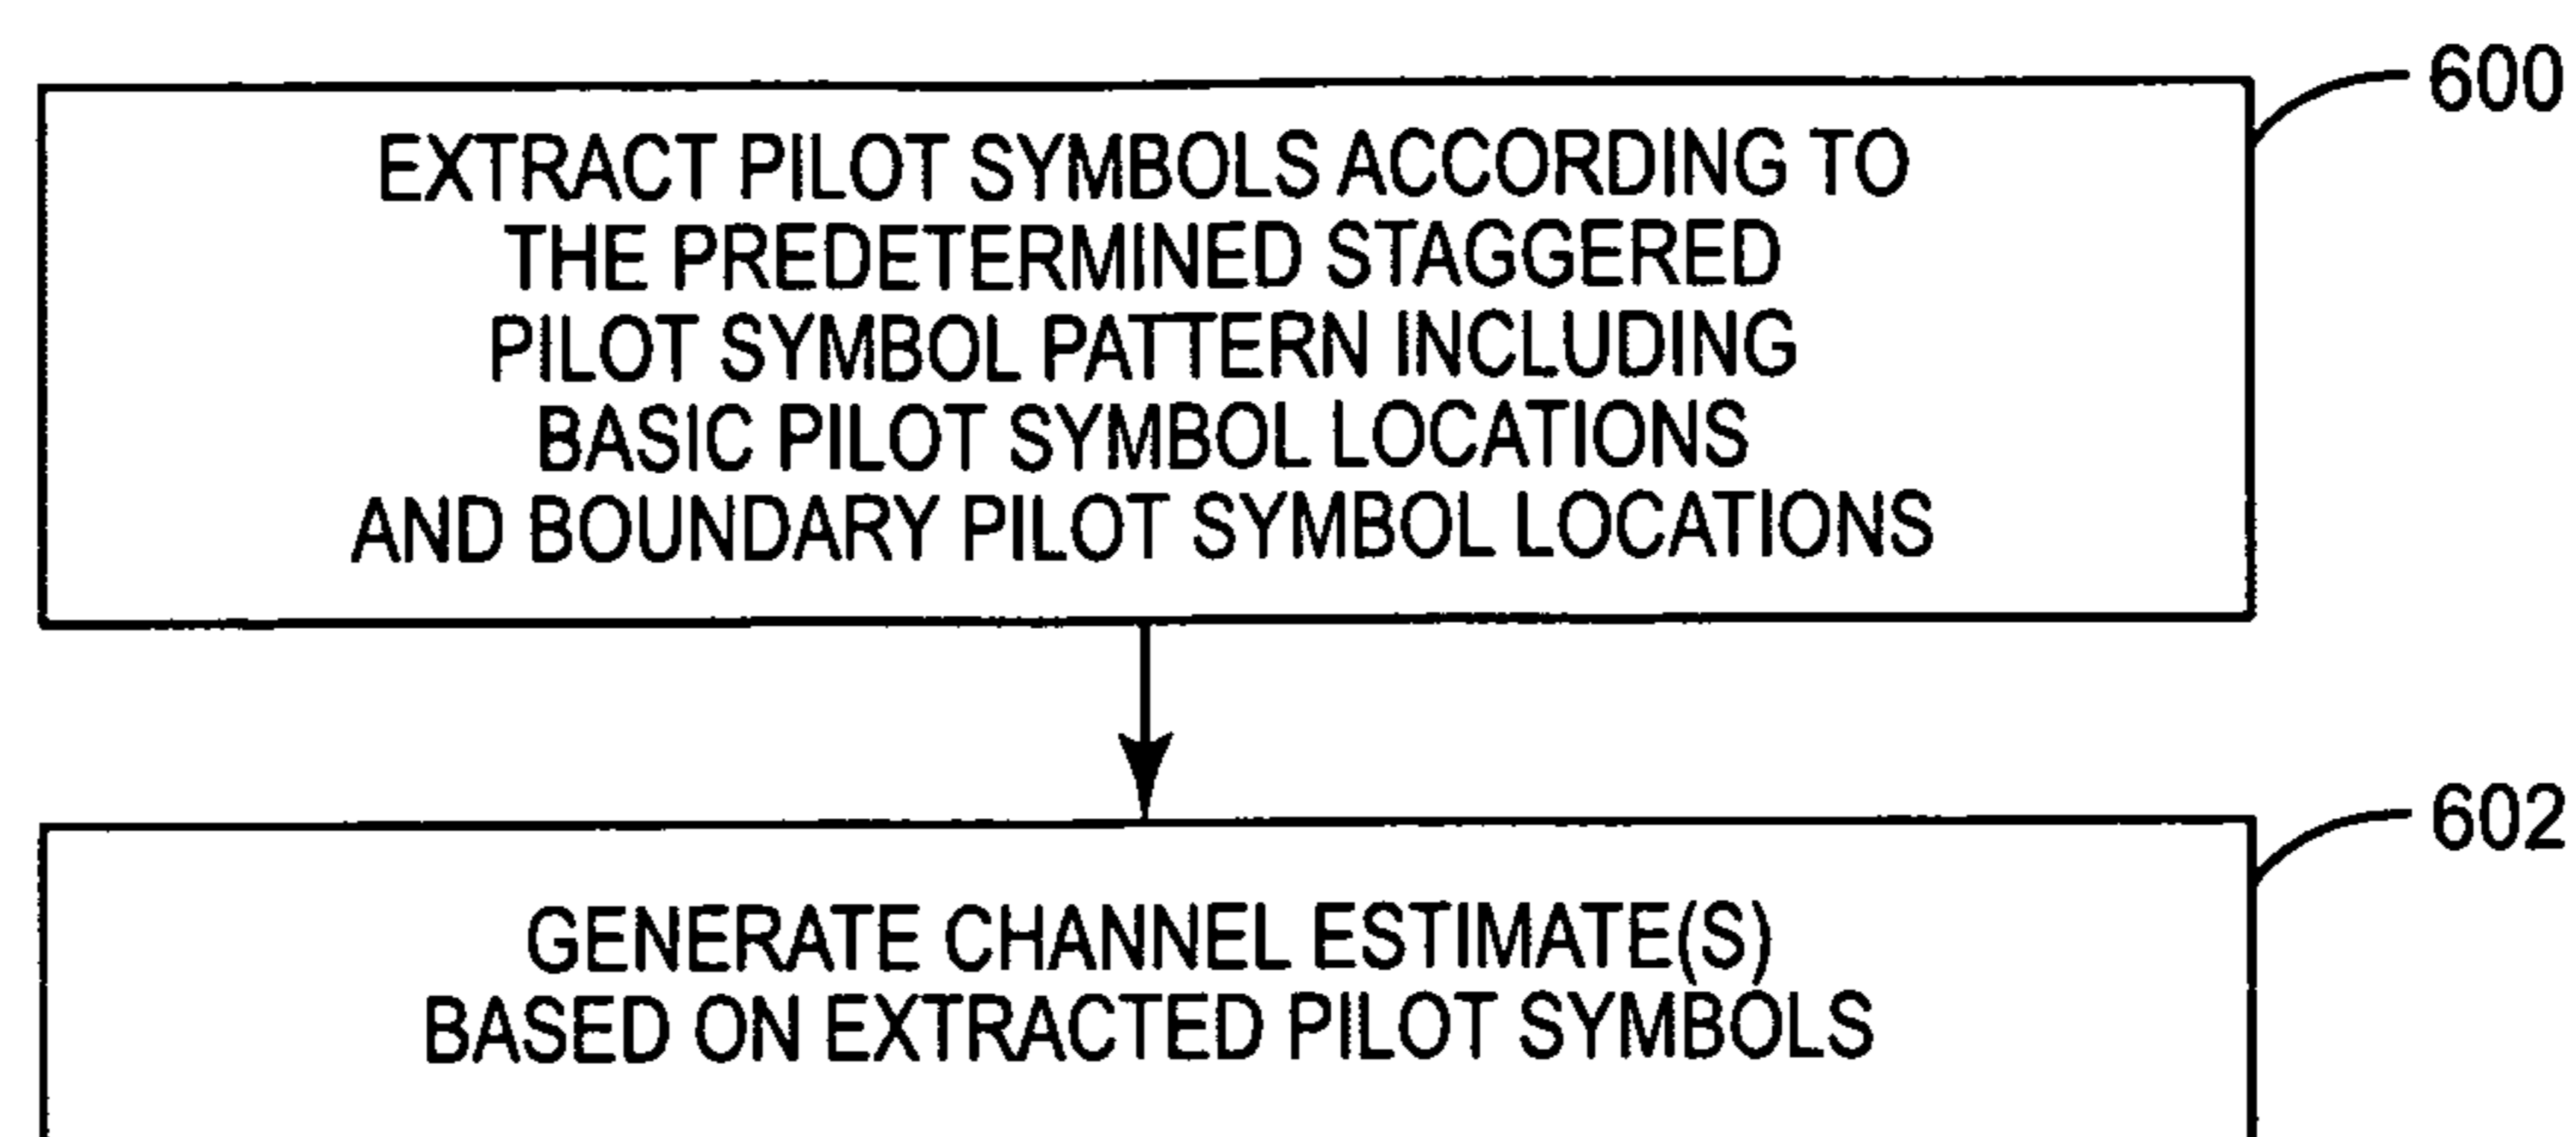 600
EXTRACT PILOT SYMBOLS ACCORDING TO
THE PREDETERMINED STAGGERED
PILOT SYMBOL PATTERN INCLUDING
BASIC PILOT SYMBOL LOCATIONS
AND BOUNDARY PILOT SYMBOL LOCATIONS
602
GENERATE CHANNEL ESTIMATE(S)
BASED ON EXTRACTED PILOT SYMBOLS